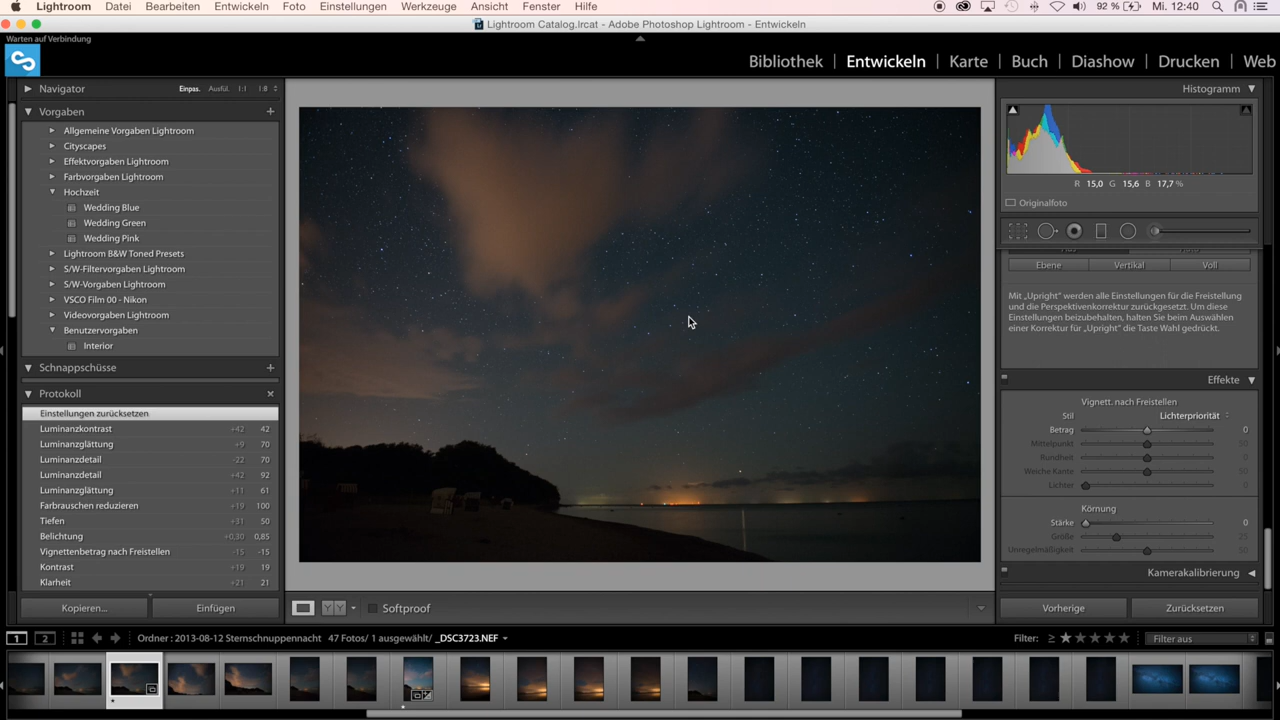 Lightroom Datei Bearbeiten Entwickeln Foto Einstellungen Werkzeuge Ansicht Fenster Hilfe 92 % Mi. 12:40
Lightroom Catalog.lrcat - Adobe Photoshop Lightroom - Entwickeln
Warten auf Verbindung
Bibliothek | Entwickeln | Karte | Buch | Diashow | Drucken | Web
Navigator Einpas. Ausfül. 1:1 1:8
Vorgaben
Allgemeine Vorgaben Lightroom
Cityscapes
Effektvorgaben Lightroom
Farbvorgaben Lightroom
Hochzeit
Wedding Blue
Wedding Green
Wedding Pink
Lightroom B&W Toned Presets
S/W-Filtervorgaben Lightroom
S/W-Vorgaben Lightroom
VSCO Film 00 - Nikon
Videovorgaben Lightroom
Benutzervorgaben
Interior
Schnappschüsse
Protokoll
Einstellungen zurücksetzen
Luminanzkontrast +42 42
Luminanzglättung +9 70
Luminanzdetail -22 70
Luminanzdetail +42 92
Luminanzglättung +11 61
Farbrauschen reduzieren +19 100
Tiefen +31 50
Belichtung +0,30 0,85
Vignettenbetrag nach Freistellen -15 -15
Kontrast +19 19
Klarheit +21 21
Kopieren... Einfügen
Softproof
Histogramm
R 15,0 G 15,6 B 17,7 %
Originalfoto
Ebene Vertikal Voll
Mit „Upright" werden alle Einstellungen für die Freistellung
und die Perspektivkorrektur zurückgesetzt. Um diese
Einstellungen beizubehalten, halten Sie beim Auswählen
einer Korrektur für „Upright" die Taste Wahl gedrückt.
Effekte
Vignett. nach Freistellen
Stil Lichterpriorität
Betrag 0
Mittelpunkt 50
Rundheit 0
Weiche Kante 50
Lichter 0
Körnung
Stärke 0
Größe 25
Unregelmäßigkeit 50
Kamerakalibrierung
Vorherige Zurücksetzen
1 2 Ordner : 2013-08-12 Sternschnuppennacht 47 Fotos/ 1 ausgewählt/ _DSC3723.NEF Filter: ≥ Filter aus